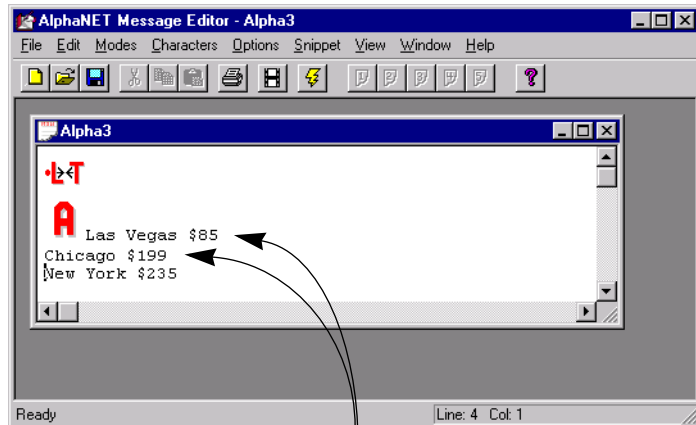 AlphaNET Message Editor - Alpha3
File Edit Modes Characters Options Snippet View Window Help
Alpha3
A Las Vegas $85
Chicago $199
New York $235
Ready Line: 4 Col: 1